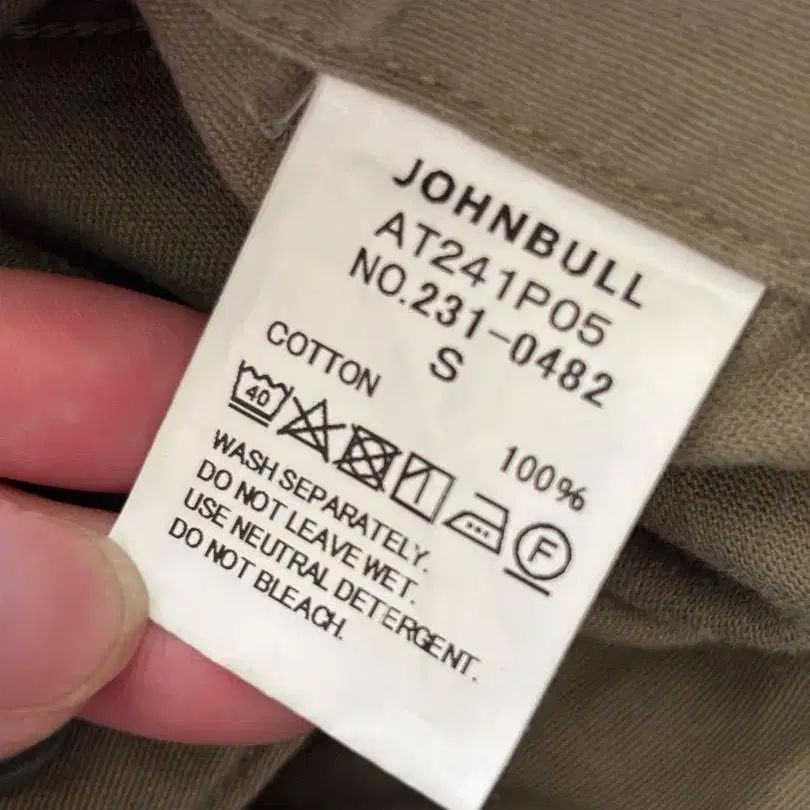 JOHNBULL
AT241P05
NO.231-0482
S
COTTON 100%
40 F
WASH SEPARATELY.
DO NOT LEAVE WET.
USE NEUTRAL DETERGENT.
DO NOT BLEACH.